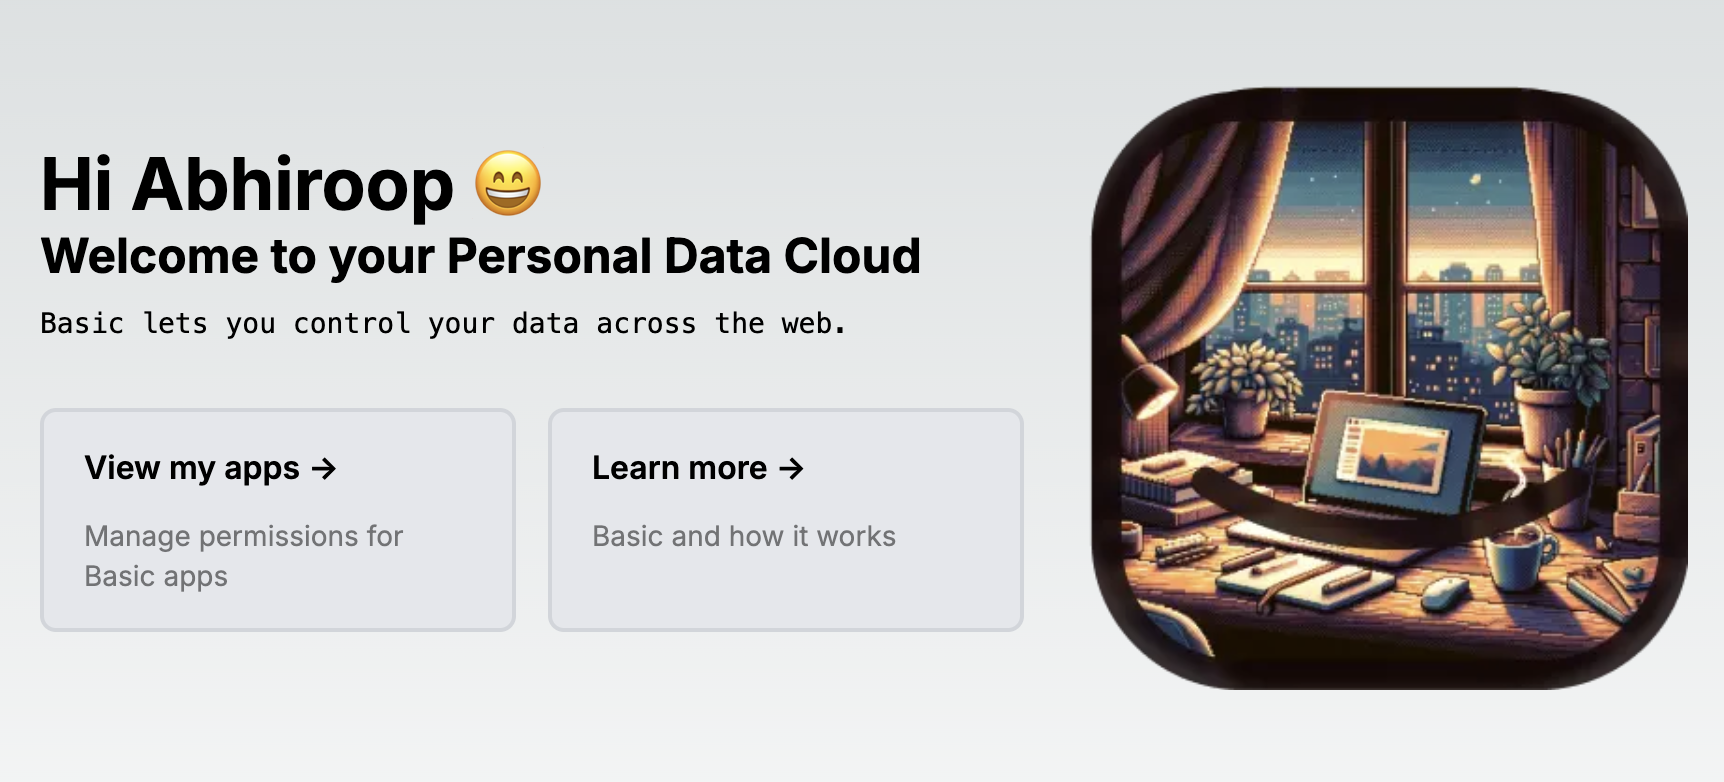 Hi Abhiroop 😄
Welcome to your Personal Data Cloud
Basic lets you control your data across the web.
View my apps →
Manage permissions for
Basic apps
Learn more →
Basic and how it works